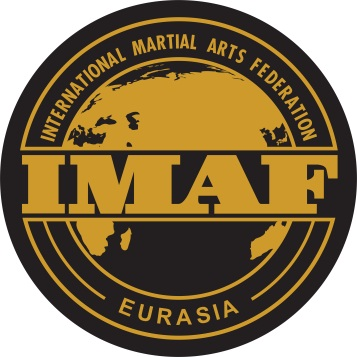 INTERNATIONAL MARTIAL ARTS FEDERATION
IMAF
EURASIA